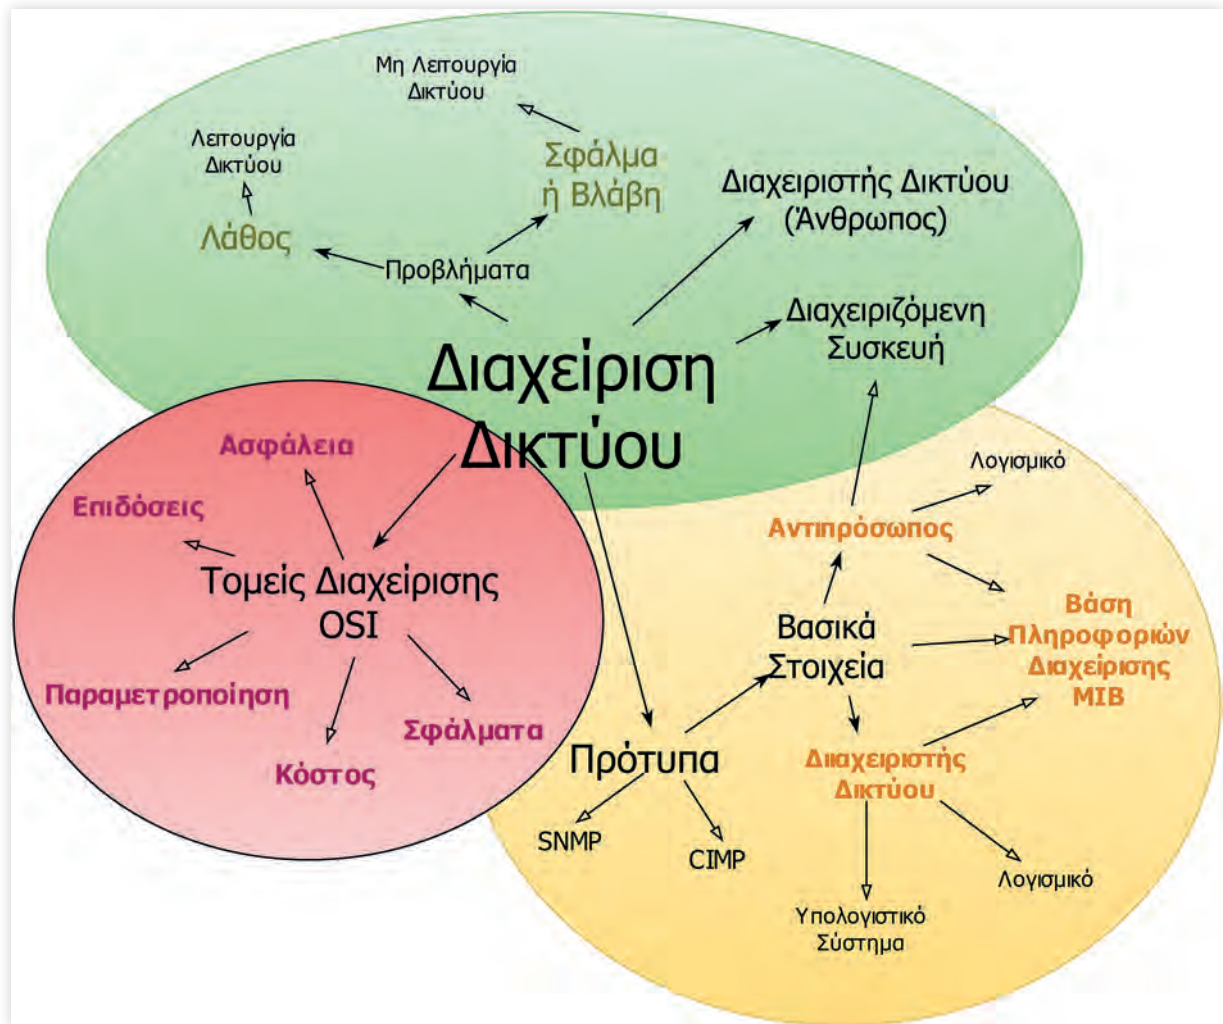 Μη Λειτουργία
Δικτύου
Λειτουργία
Δικτύου
Σφάλμα
ή Βλάβη
Διαχειριστής Δικτύου
(Άνθρωπος)
Λάθος
Προβλήματα
Διαχειριζόμενη
Συσκευή
Διαχείριση
Δικτύου
Ασφάλεια
Επιδόσεις
Τομείς Διαχείρισης
OSI
Παραμετροποίηση
Σφάλματα
Κόστος
Λογισμικό
Αντιπρόσωπος
Βάση
Πληροφοριών
Διαχείρισης
MIB
Βασικά
Στοιχεία
Πρότυπα
Διιαχειριστής
Δικτύου
SNMP
CIMP
Λογισμικό
Υπολογιστικό
Σύστημα